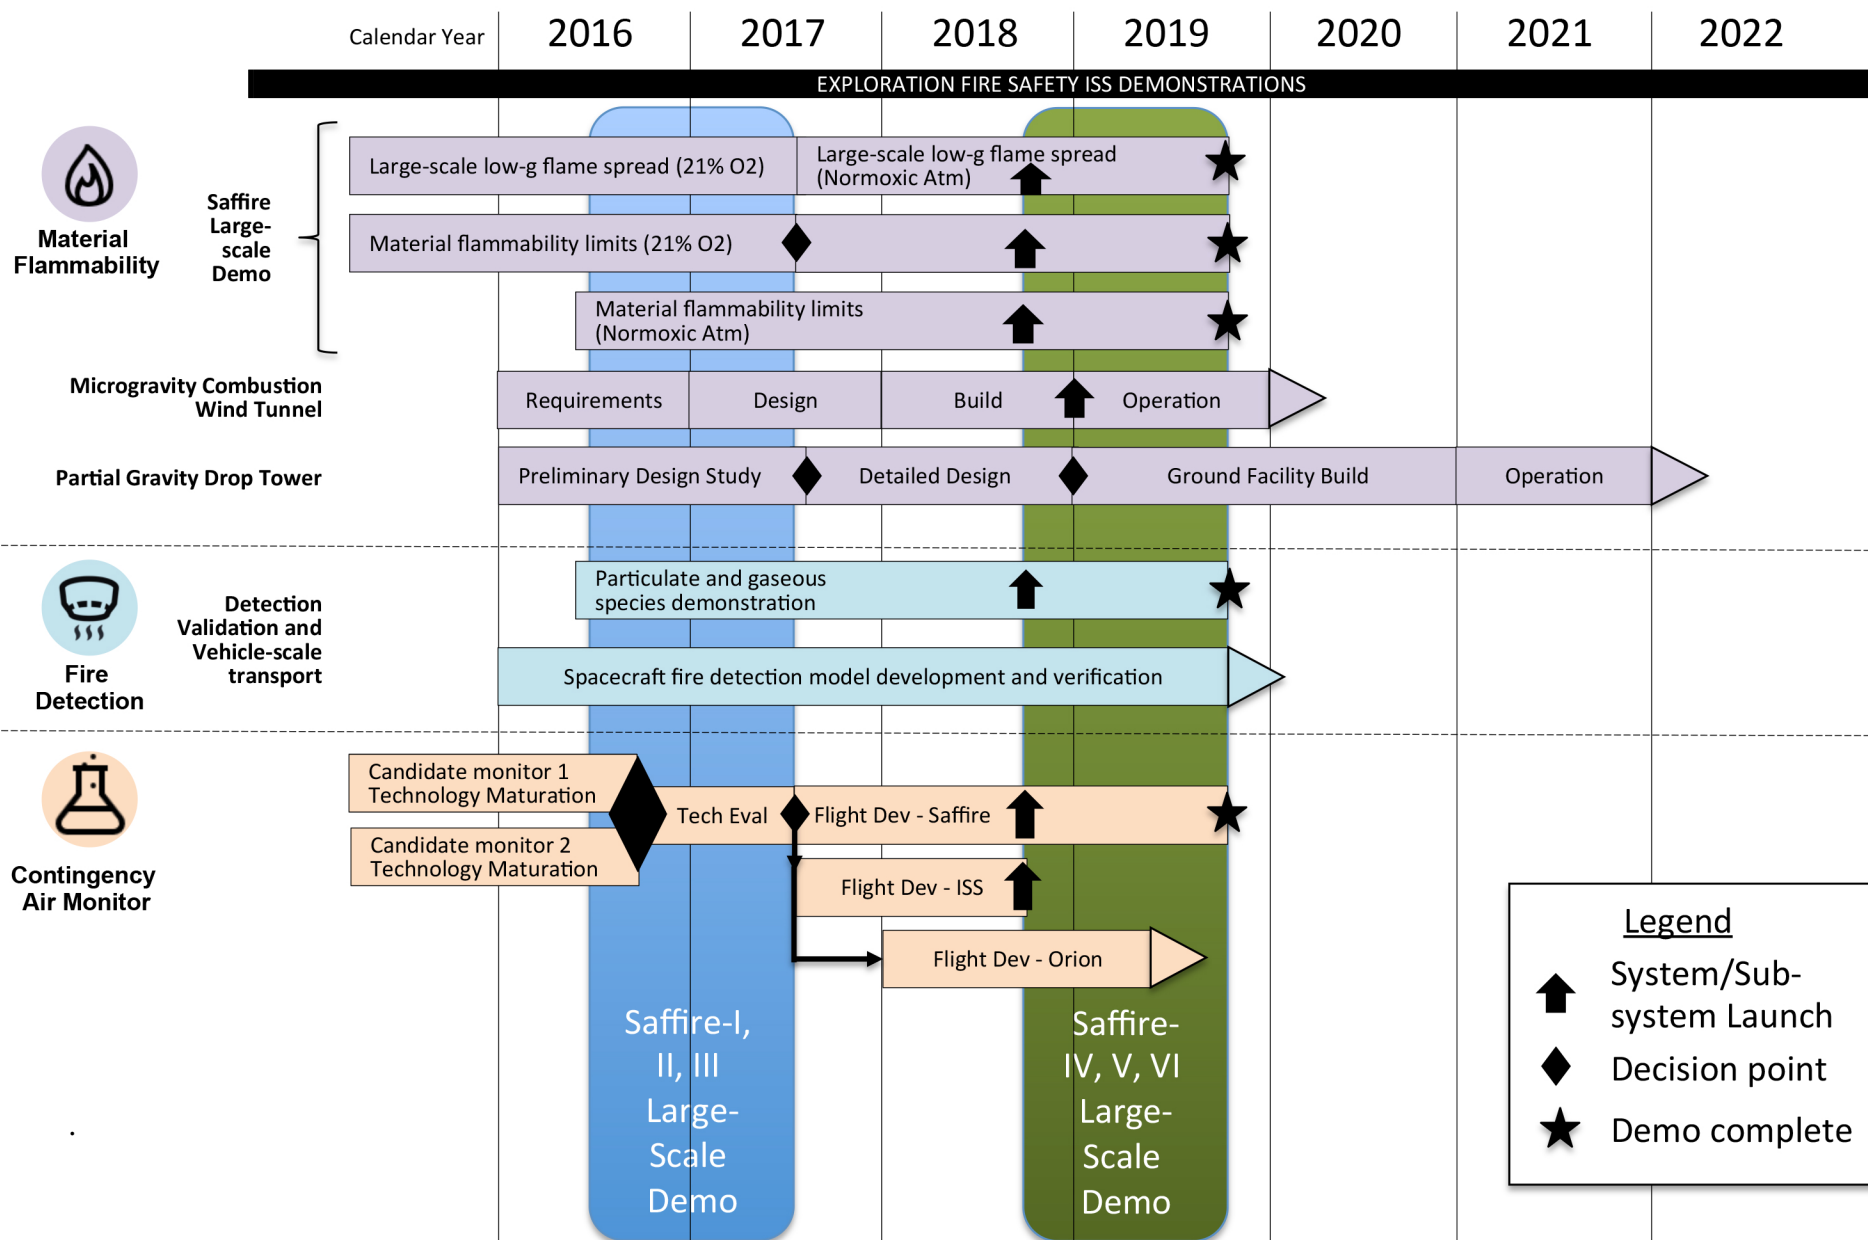 Calendar Year 2016 2017 2018 2019 2020 2021 2022
EXPLORATION FIRE SAFETY ISS DEMONSTRATIONS
Material
Flammability
Saffire
Large-
scale
Demo
Large-scale low-g flame spread (21% O2)
Large-scale low-g flame spread
(Normoxic Atm)
Material flammability limits (21% O2)
Material flammability limits
(Normoxic Atm)
Microgravity Combustion
Wind Tunnel
Requirements
Design
Build
Operation
Partial Gravity Drop Tower
Preliminary Design Study
Detailed Design
Ground Facility Build
Operation
Fire
Detection
Detection
Validation and
Vehicle-scale
transport
Particulate and gaseous
species demonstration
Spacecraft fire detection model development and verification
Contingency
Air Monitor
Candidate monitor 1
Technology Maturation
Candidate monitor 2
Technology Maturation
Tech Eval
Flight Dev - Saffire
Flight Dev - ISS
Flight Dev - Orion
Saffire-I,
II, III
Large-
Scale
Demo
Saffire-
IV, V, VI
Large-
Scale
Demo
Legend
System/Sub-
system Launch
Decision point
Demo complete
.